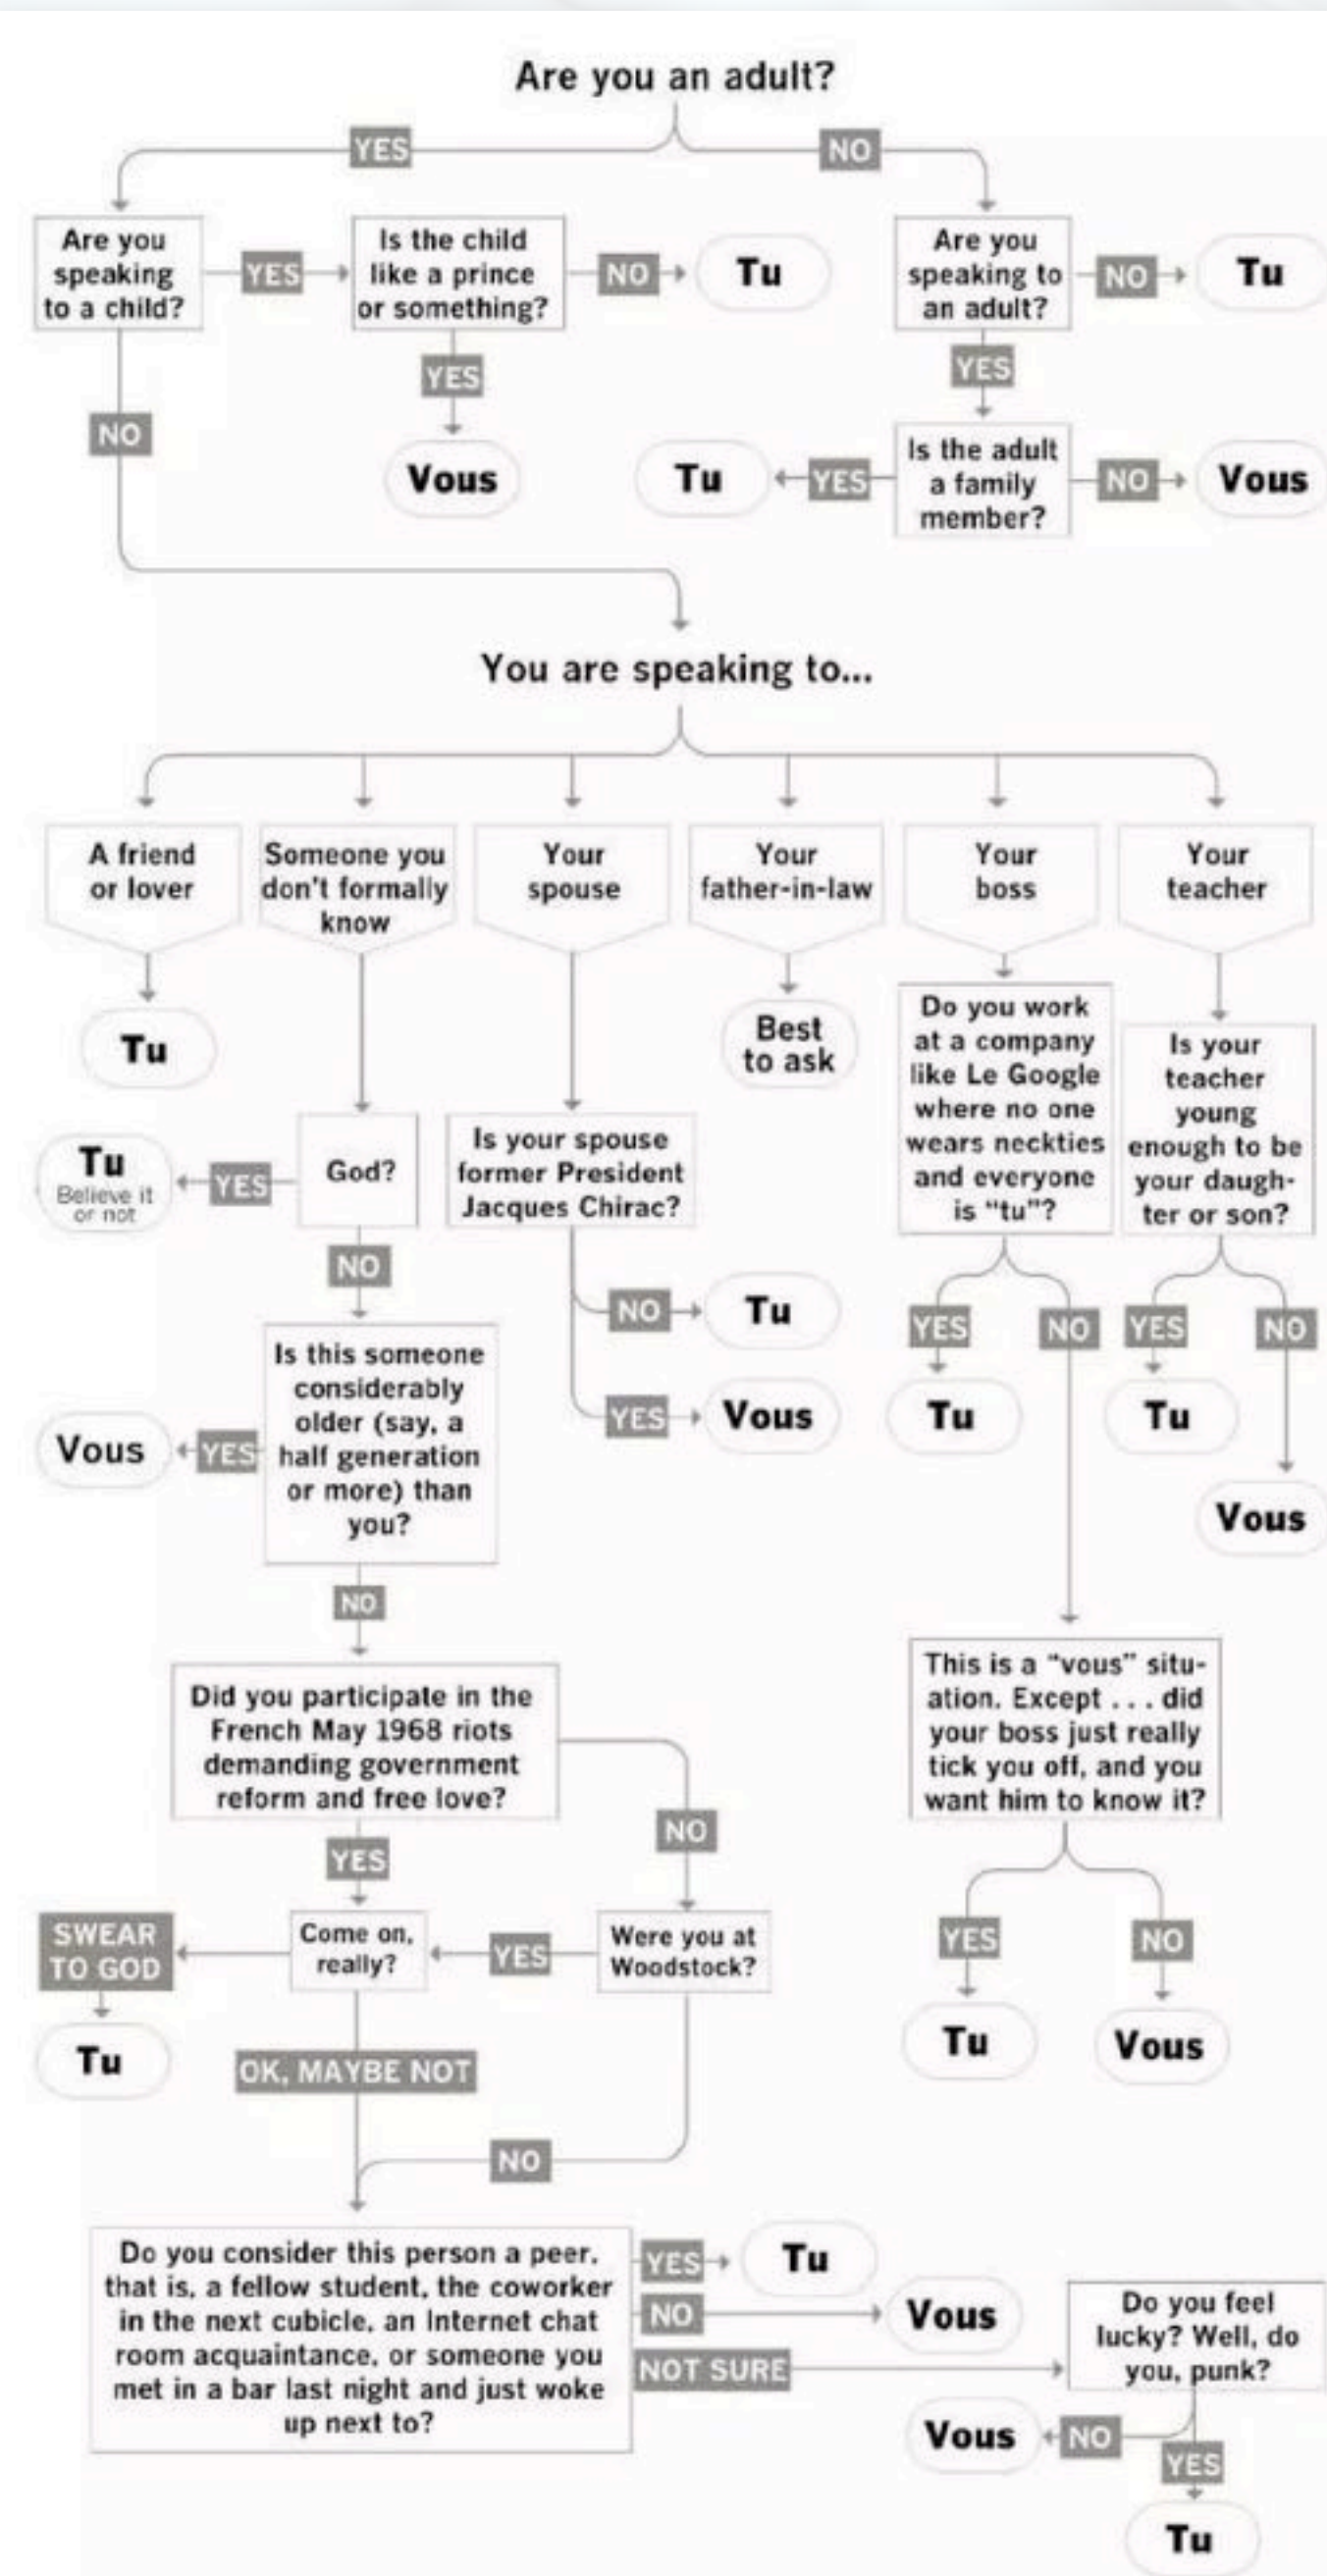 Are you an adult?
YES
NO
Are you
speaking
to a child?
YES
Is the child
like a prince
or something?
NO
Tu
Are you
speaking to
an adult?
NO
Tu
YES
YES
NO
Vous
Tu
YES
Is the adult
a family
member?
NO
Vous
You are speaking to...
A friend
or lover
Someone you
don't formally
know
Your
spouse
Your
father-in-law
Your
boss
Your
teacher
Tu
Best
to ask
Do you work
at a company
like Le Google
where no one
wears neckties
and everyone
is “tu”?
Is your
teacher
young
enough to be
your daugh-
ter or son?
Tu
Believe it
or not
YES
God?
Is your spouse
former President
Jacques Chirac?
NO
NO
Tu
YES
NO
YES
NO
YES
Vous
Tu
Tu
Vous
Vous
YES
Is this someone
considerably
older (say, a
half generation
or more) than
you?
NO
Did you participate in the
French May 1968 riots
demanding government
reform and free love?
This is a “vous” situ-
ation. Except . . . did
your boss just really
tick you off, and you
want him to know it?
YES
NO
SWEAR
TO GOD
Come on,
really?
YES
Were you at
Woodstock?
YES
NO
Tu
Tu
Vous
OK, MAYBE NOT
NO
Do you consider this person a peer,
that is, a fellow student, the coworker
in the next cubicle, an Internet chat
room acquaintance, or someone you
met in a bar last night and just woke
up next to?
YES
Tu
NO
Vous
NOT SURE
Do you feel
lucky? Well, do
you, punk?
Vous
NO
YES
Tu